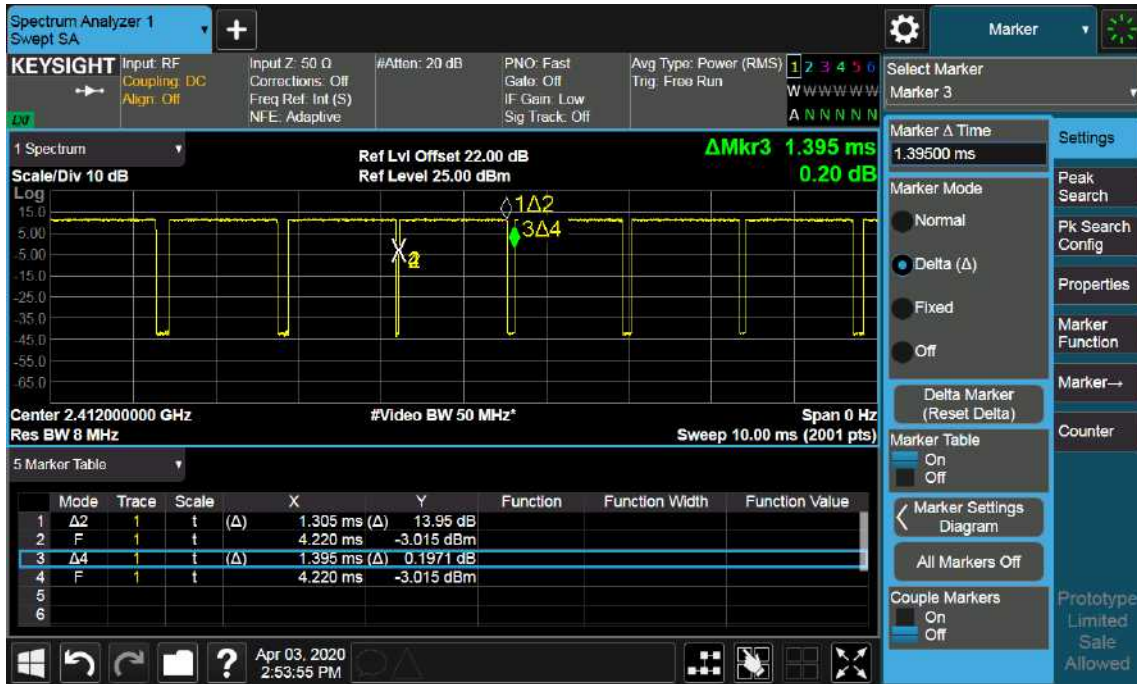 Spectrum Analyzer 1
Swept SA
+
Marker
KEYSIGHT
Input: RF
Coupling: DC
Align: Off
Input Z: 50 Ω
Corrections: Off
Freq Ref: Int (S)
NFE: Adaptive
#Atten: 20 dB
PNO: Fast
Gate: Off
IF Gain: Low
Sig Track: Off
Avg Type: Power (RMS)
Trig: Free Run
1 2 3 4 5 6
W W W W W W
A N N N N N
Select Marker
Marker 3
LXI
1 Spectrum
Scale/Div 10 dB
Ref Lvl Offset 22.00 dB
Ref Level 25.00 dBm
ΔMkr3 1.395 ms
0.20 dB
Log
15.0
5.00
-5.00
-15.0
-25.0
-35.0
-45.0
-55.0
-65.0
1Δ2
3Δ4
Center 2.412000000 GHz
Res BW 8 MHz
#Video BW 50 MHz*
Span 0 Hz
Sweep 10.00 ms (2001 pts)
5 Marker Table
Mode Trace Scale X Y Function Function Width Function Value
1 Δ2 1 t (Δ) 1.305 ms (Δ) 13.95 dB
2 F 1 t 4.220 ms -3.015 dBm
3 Δ4 1 t (Δ) 1.395 ms (Δ) 0.1971 dB
4 F 1 t 4.220 ms -3.015 dBm
5
6
Marker Δ Time
1.39500 ms
Marker Mode
Normal
Delta (Δ)
Fixed
Off
Delta Marker
(Reset Delta)
Marker Table
On
Off
Marker Settings
Diagram
All Markers Off
Couple Markers
On
Off
Settings
Peak
Search
Pk Search
Config
Properties
Marker
Function
Marker→
Counter
Prototype
Limited
Sale
Allowed
?
Apr 03, 2020
2:53:55 PM